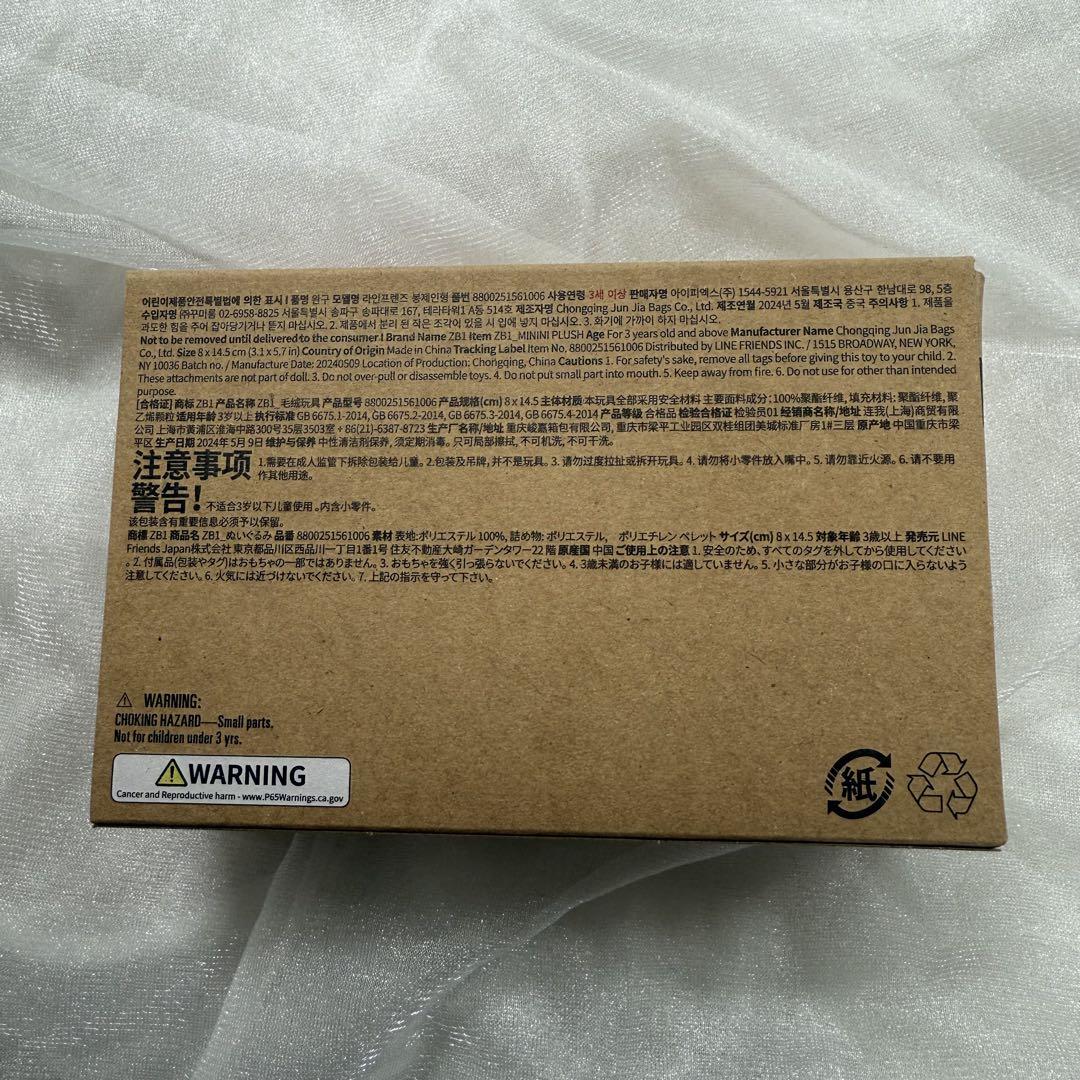 어린이제품안전특별법에 의한 표시 I 품명 완구 모델명 라인프렌즈 봉제인형 품번 8800251561006 사용연령 3세 이상 판매자명 아이피엑스(주) 1544-5921 서울특별시 용산구 한남대로 98, 5층
수입자명 ㈜꾸미룸 02-6958-8825 서울특별시 송파구 송파대로 167, 테라타워1 A동 514호 제조자명 Chongqing Jun Jia Bags Co., Ltd. 제조연월 2024년 5월 제조국 중국 주의사항 1. 제품을
과도한 힘을 주어 잡아당기거나 뜯지 마십시오. 2. 제품에서 분리 된 작은 조각이 있을 시 입에 넣지 마십시오. 3. 화기에 가까이 하지 마십시오.
Not to be removed until delivered to the consumer I Brand Name ZB1 Item ZB1_MININI PLUSH Age For 3 years old and above Manufacturer Name Chongqing Jun Jia Bags
Co., Ltd. Size 8 x 14.5 cm (3.1 x 5.7 in) Country of Origin Made in China Tracking Label Item No. 8800251561006 Distributed by LINE FRIENDS INC. / 1515 BROADWAY, NEW YORK,
NY 10036 Batch no. / Manufacture Date: 20240509 Location of Production: Chongqing, China Cautions 1. For safety's sake, remove all tags before giving this toy to your child. 2.
These attachments are not part of doll. 3. Do not over-pull or disassemble toys. 4. Do not put small part into mouth. 5. Keep away from fire. 6. Do not use for other than intended
purpose.
[合格证] 商标 ZB1 产品名称 ZB1_毛绒玩具 产品型号 8800251561006 产品规格(cm) 8 x 14.5 主体材质:本玩具全部采用安全材料 主要面料成分:100%聚酯纤维, 填充材料: 聚酯纤维, 聚
乙烯颗粒 适用年龄 3岁以上 执行标准 GB 6675.1-2014, GB 6675.2-2014, GB 6675.3-2014, GB 6675.4-2014 产品等级 合格品 检验合格证 检验员01 经销商名称/地址 连我(上海)商贸有限公
司 上海市黄浦区淮海中路300号35层3503室 +86(21)-6387-8723 生产厂名称/地址 重庆峻嘉箱包有限公司, 重庆市梁平工业园区双桂组团美城标准厂房1#三层 原产地 中国重庆市梁
平区 生产日期 2024年 5月 9日 维护与保养 中性清洁剂保养, 须定期消毒。只可局部擦拭, 不可机洗, 不可干洗。
注意事项 1.需要在成人监管下拆除包装给儿童。2.包装及吊牌, 并不是玩具。3. 请勿过度拉扯或拆开玩具。4. 请勿将小零件放入嘴中。5. 请勿靠近火源。6. 请不要用
作其他用途。
警告! 不适合3岁以下儿童使用。内含小零件。
该包装含有重要信息必须予以保留。
商標 ZB1 商品名 ZB1_ぬいぐるみ 品番 8800251561006 素材 表地:ポリエステル 100%, 詰め物: ポリエステル, ポリエチレン ペレット サイズ(cm) 8 x 14.5 対象年齢 3歳以上 発売元 LINE
Friends Japan株式会社 東京都品川区西品川一丁目1番1号 住友不動産大崎ガーデンタワー22 階 原産国 中国 ご使用上の注意 1. 安全のため、すべてのタグを外してから使用してください
。2. 付属品(包装やタグ)はおもちゃの一部ではありません。3. おもちゃを強く引っ張らないでください。4. 3歳未満のお子様には適していません。5. 小さな部分がお子様の口に入らないよう
注意してください。6. 火気には近づけないでください。7. 上記の指示を守って下さい。
WARNING:
CHOKING HAZARD—Small parts.
Not for children under 3 yrs.
WARNING
Cancer and Reproductive harm - www.P65Warnings.ca.gov
紙